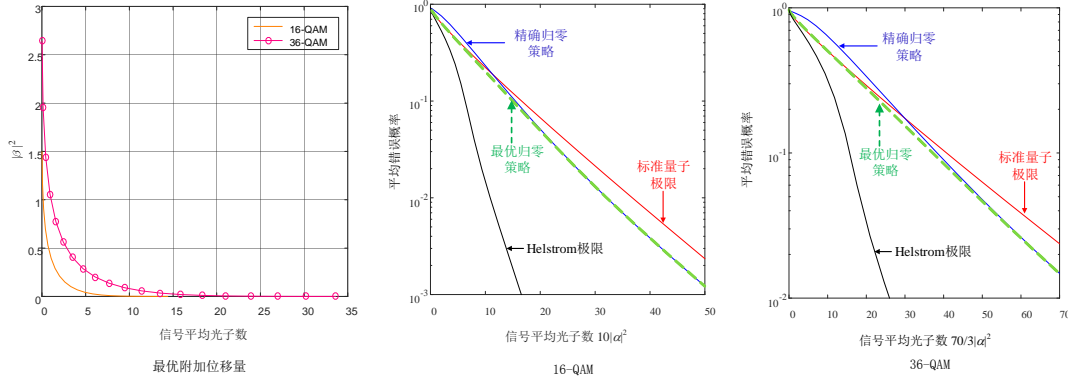 3
2.5
2
1.5
1
0.5
0
0 5 10 15 20 25 30 35
|β|²
16-QAM
36-QAM
信号平均光子数
最优附加位移量
10⁰
10⁻¹
10⁻²
10⁻³
0 10 20 30 40 50
平均错误概率
精确归零
策略
最优归零
策略
标准量子
极限
Helstrom极限
信号平均光子数 10|α|²
16-QAM
10⁰
10⁻¹
10⁻²
0 10 20 30 40 50 60 70
平均错误概率
精确归零
策略
最优归零
策略
标准量子
极限
Helstrom极限
信号平均光子数 70/3|α|²
36-QAM